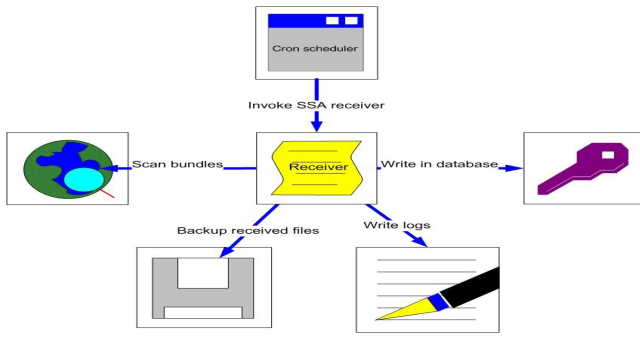 Cron scheduler
Invoke SSA receiver
Scan bundles
Receiver
Write in database
Backup received files
Write logs